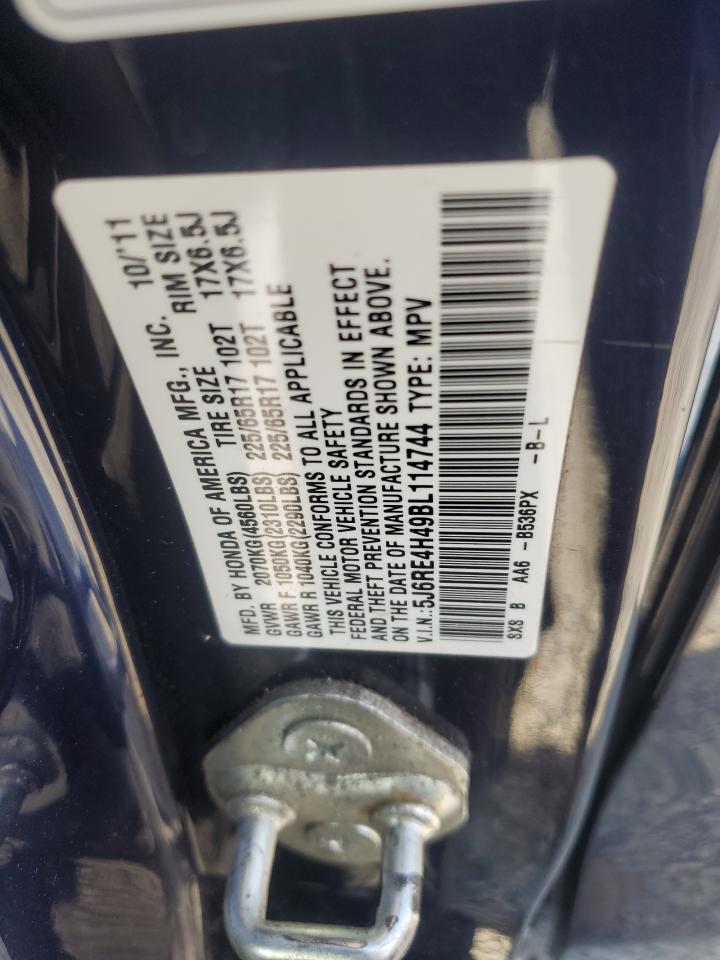 MFD. BY HONDA OF AMERICA MFG., INC. 10/'11
GVWR 2070KG(4560LBS) TIRE SIZE RIM SIZE
GAWR F 1050KG(2310LBS) 225/65R17 102T 17X6.5J
GAWR R 1040KG(2290LBS) 225/65R17 102T 17X6.5J
THIS VEHICLE CONFORMS TO ALL APPLICABLE
FEDERAL MOTOR VEHICLE SAFETY
AND THEFT PREVENTION STANDARDS IN EFFECT
ON THE DATE OF MANUFACTURE SHOWN ABOVE.
V.I.N.:5J6RE4H49BL114744 TYPE: MPV
SX8 B AA6 -B536PX -B-L